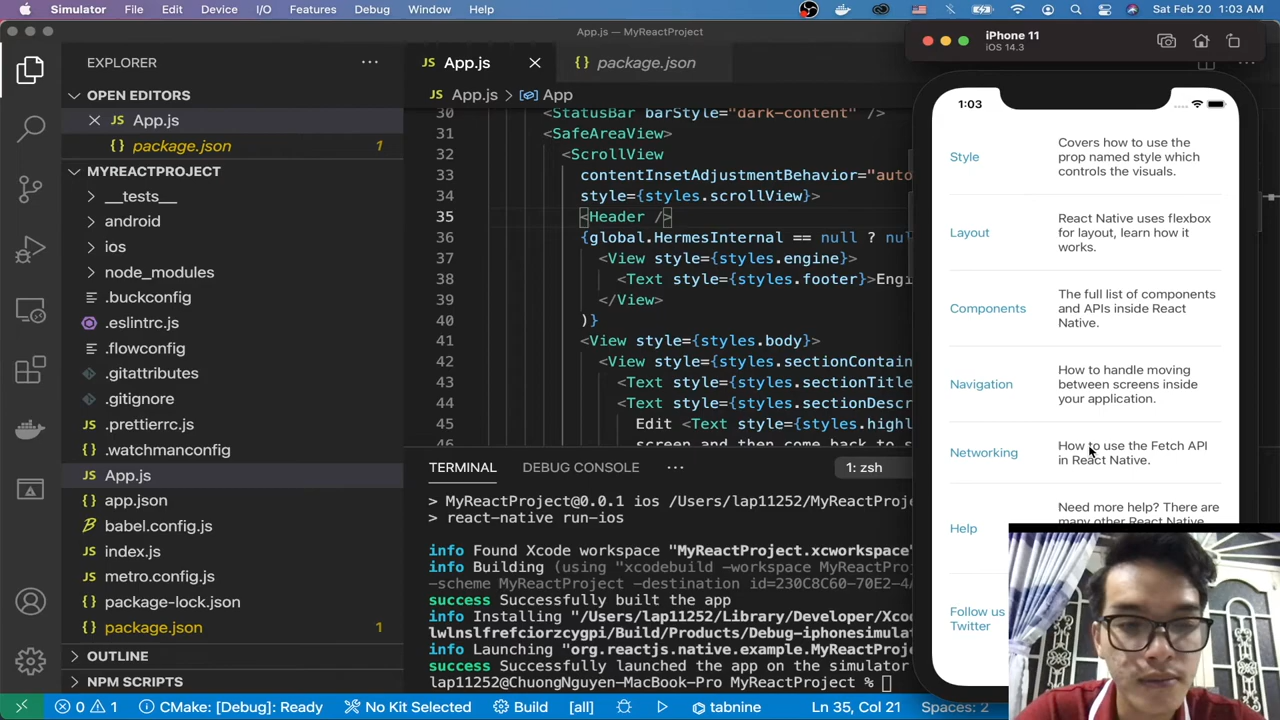 Simulator File Edit Device I/O Features Debug Window Help Sat Feb 20 1:03 AM
App.js — MyReactProject
EXPLORER
OPEN EDITORS
App.js
package.json 1
MYREACTPROJECT
__tests__
android
ios
node_modules
.buckconfig
.eslintrc.js
.flowconfig
.gitattributes
.gitignore
.prettierrc.js
.watchmanconfig
App.js
app.json
babel.config.js
index.js
metro.config.js
package-lock.json
package.json 1
OUTLINE
NPM SCRIPTS
JS App.js {} package.json
JS App.js > App
30 <StatusBar barStyle="dark-content" />
31 <SafeAreaView>
32 <ScrollView
33 contentInsetAdjustmentBehavior="auto
34 style={styles.scrollView}>
35 <Header />
36 {global.HermesInternal == null ? nul
37 <View style={styles.engine}>
38 <Text style={styles.footer}>Engi
39 </View>
40 )}
41 <View style={styles.body}>
42 <View style={styles.sectionContain
43 <Text style={styles.sectionTitle
44 <Text style={styles.sectionDescr
45 Edit <Text style={styles.highl
46 screen and then come back to s
TERMINAL DEBUG CONSOLE ··· 1: zsh
> MyReactProject@0.0.1 ios /Users/lap11252/MyReactProj
> react-native run-ios
info Found Xcode workspace "MyReactProject.xcworkspace"
info Building (using "xcodebuild -workspace MyReactProj
-scheme MyReactProject -destination id=230C8C60-70E2-4A
success Successfully built the app
info Installing "/Users/lap11252/Library/Developer/Xcod
lwlnslfrefciorzcygpi/Build/Products/Debug-iphonesimulat
info Launching "org.reactjs.native.example.MyReactProje
success Successfully launched the app on the simulator
lap11252@ChuongNguyen-MacBook-Pro MyReactProject %
0 1 CMake: [Debug]: Ready No Kit Selected Build [all] tabnine Ln 35, Col 21 Spaces: 2
iPhone 11
iOS 14.3
1:03
Style
Covers how to use the
prop named style which
controls the visuals.
Layout
React Native uses flexbox
for layout, learn how it
works.
Components
The full list of components
and APIs inside React
Native.
Navigation
How to handle moving
between screens inside
your application.
Networking
How to use the Fetch API
in React Native.
Help
Need more help? There are
many other React Native
Follow us
Twitter